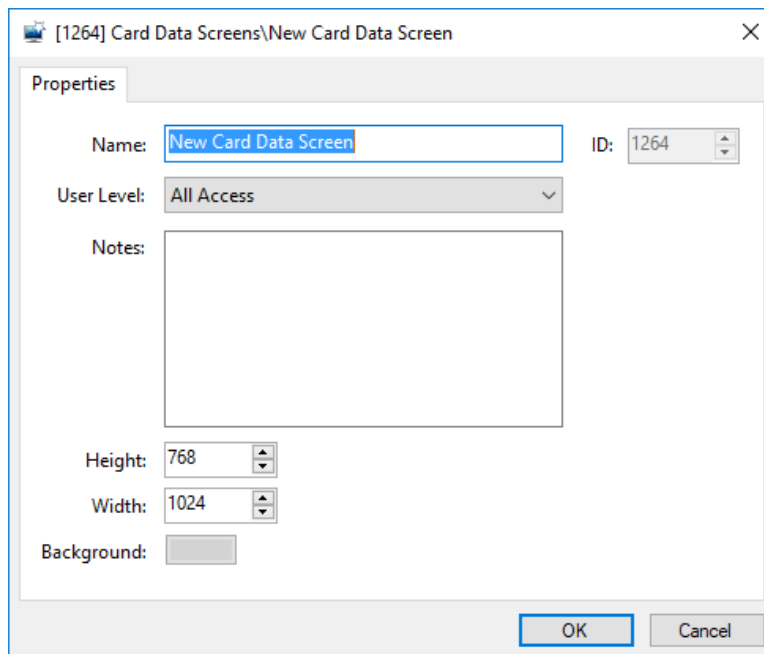 [1264] Card Data Screens\New Card Data Screen
Properties
Name: New Card Data Screen ID: 1264
User Level: All Access
Notes:
Height: 768
Width: 1024
Background:
OK Cancel